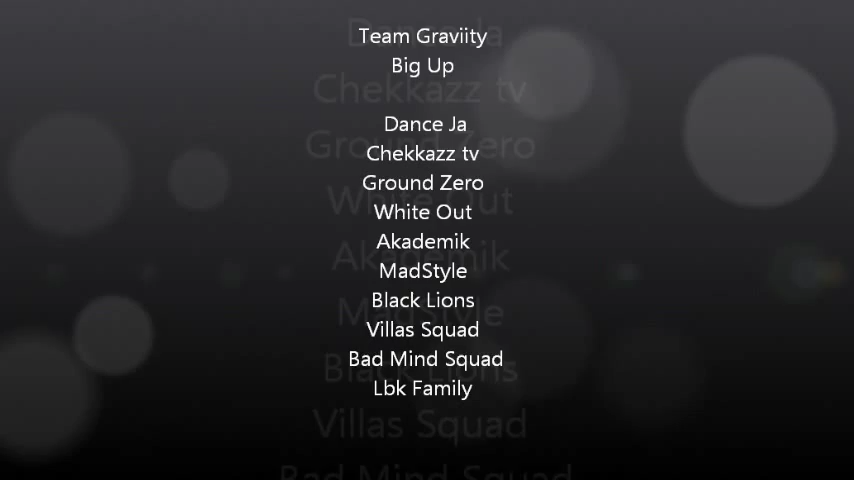 Team Graviity
Big Up
Dance Ja
Chekkazz tv
Ground Zero
White Out
Akademik
MadStyle
Black Lions
Villas Squad
Bad Mind Squad
Lbk Family